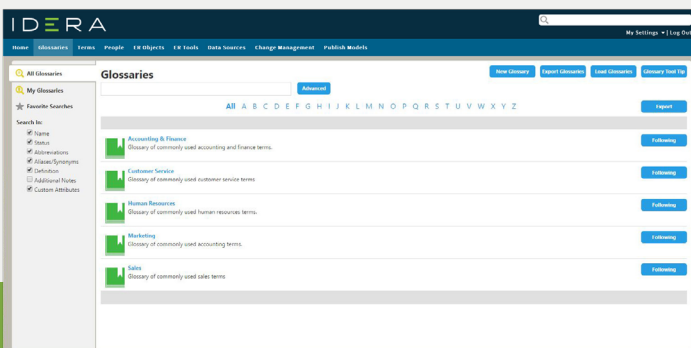 IDERA
My Settings ▾ | Log Out
Home Glossaries Terms People ER Objects ER Tools Data Sources Change Management Publish Models
All Glossaries
My Glossaries
Favorite Searches
Search In:
Name
Status
Abbreviations
Aliases/Synonyms
Definition
Additional Notes
Custom Attributes
Glossaries
New Glossary Export Glossaries Load Glossaries Glossary Tool Tip
Advanced
All A B C D E F G H I J K L M N O P Q R S T U V W X Y Z
Export
Accounting & Finance
Glossary of commonly used accounting and finance terms.
Following
Customer Service
Glossary of commonly used customer service terms
Following
Human Resources
Glossary of commonly used human resources terms.
Following
Marketing
Glossary of commonly used accounting terms.
Following
Sales
Glossary of commonly used sales terms
Following